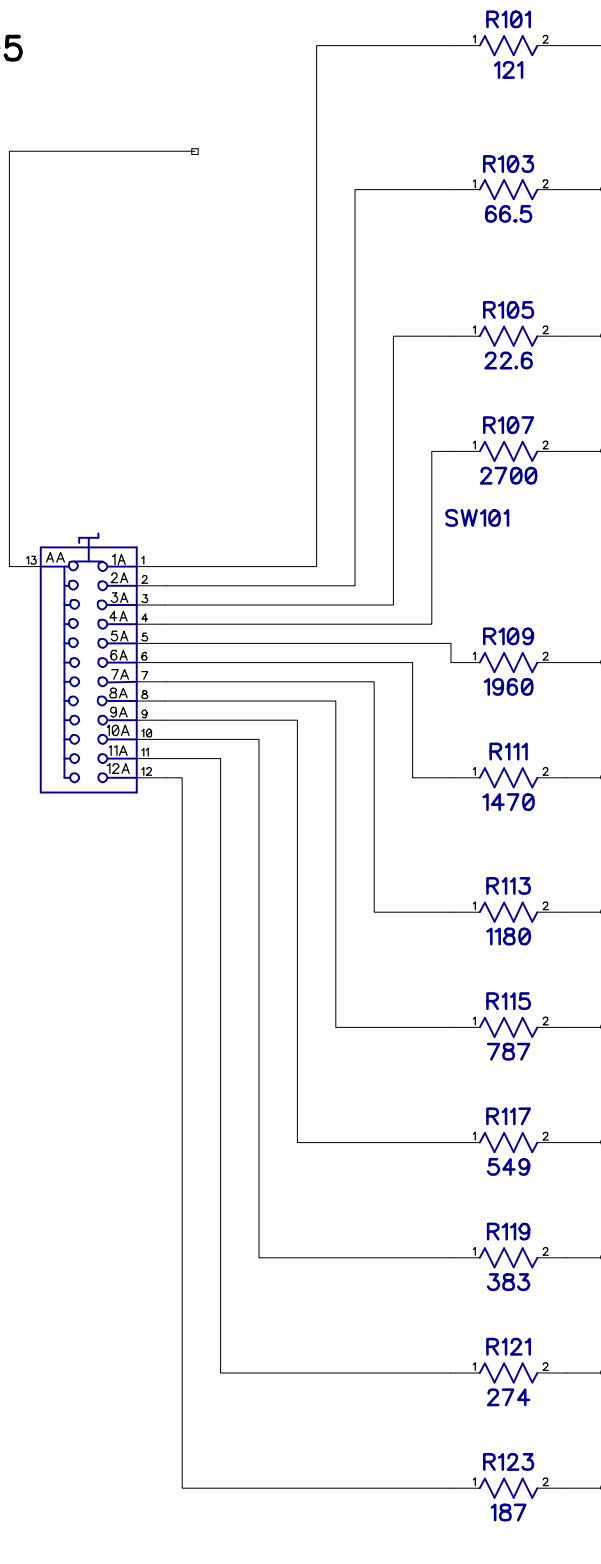 5
R101
1 2
121
R103
1 2
66.5
R105
1 2
22.6
R107
1 2
2700
SW101
13 AA 1A 1
2A 2
3A 3
4A 4
5A 5
6A 6
7A 7
8A 8
9A 9
10A 10
11A 11
12A 12
R109
1 2
1960
R111
1 2
1470
R113
1 2
1180
R115
1 2
787
R117
1 2
549
R119
1 2
383
R121
1 2
274
R123
1 2
187